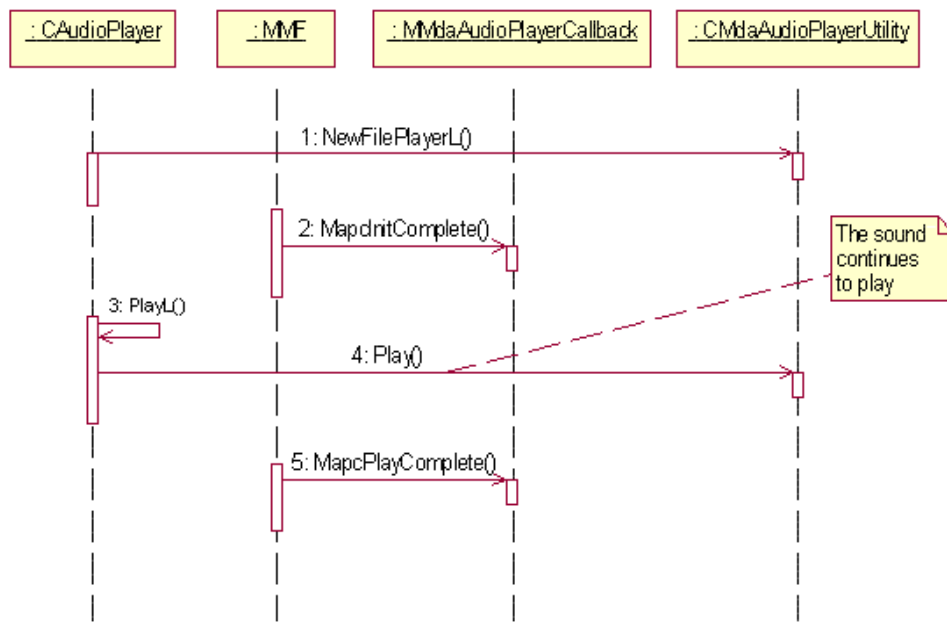 : CAudioPlayer
: MMF
: MMdaAudioPlayerCallback
: CMdaAudioPlayerUtility
1: NewFilePlayerL()
2: MapcInitComplete()
The sound
continues
to play
3: PlayL()
4: Play()
5: MapcPlayComplete()